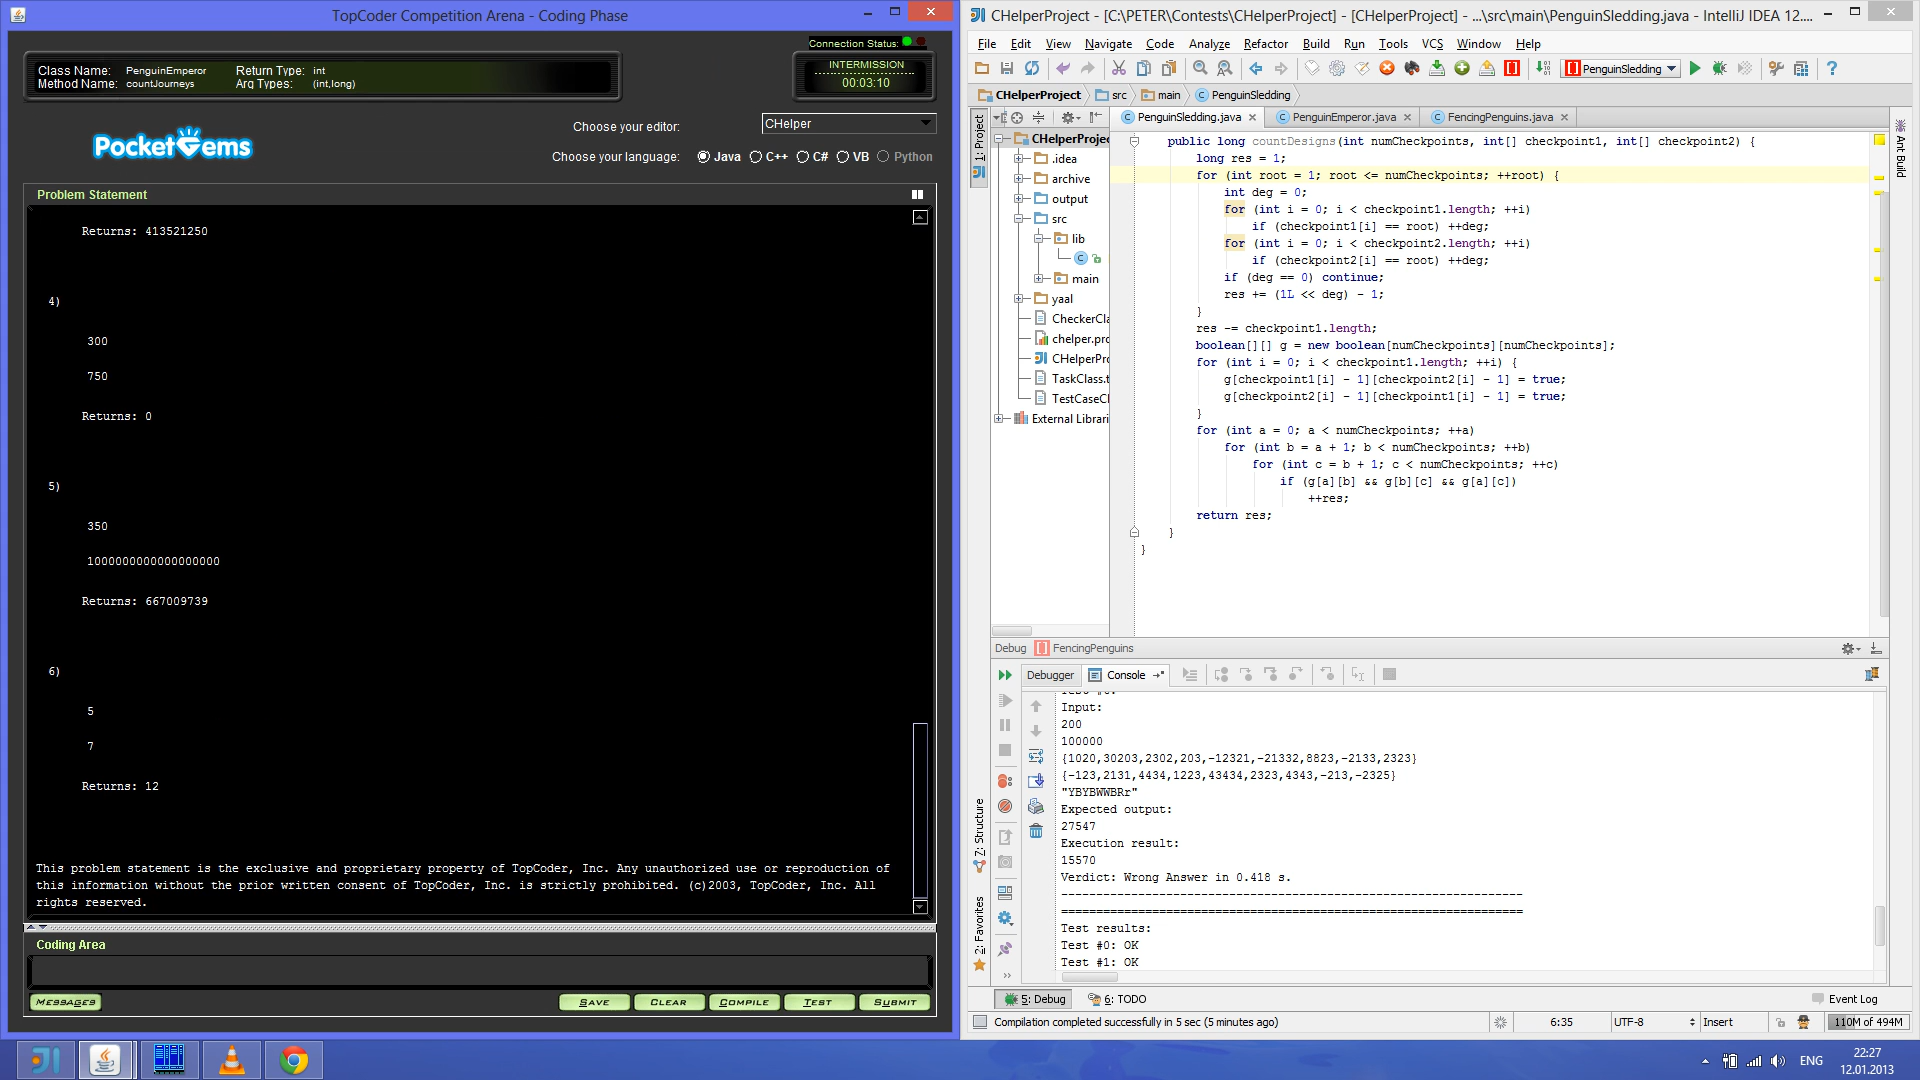 TopCoder Competition Arena - Coding Phase
Connection Status:
Class Name: PenguinEmperor Return Type: int
Method Name: countJourneys Arg Types: (int,long)
INTERMISSION
00:03:10
PocketGems
Choose your editor: CHelper
Choose your language: Java C++ C# VB Python
Problem Statement
Returns: 413521250
4)
300
750
Returns: 0
5)
350
1000000000000000000
Returns: 667009739
6)
5
7
Returns: 12
This problem statement is the exclusive and proprietary property of TopCoder, Inc. Any unauthorized use or reproduction of
this information without the prior written consent of TopCoder, Inc. is strictly prohibited. (c)2003, TopCoder, Inc. All
rights reserved.
Coding Area
MESSAGES SAVE CLEAR COMPILE TEST SUBMIT
CHelperProject - [C:\PETER\Contests\CHelperProject] - [CHelperProject] - ...\src\main\PenguinSledding.java - IntelliJ IDEA 12....
File Edit View Navigate Code Analyze Refactor Build Run Tools VCS Window Help
PenguinSledding
CHelperProject src main PenguinSledding
1: Project
PenguinSledding.java PenguinEmperor.java FencingPenguins.java
Ant Build
CHelperProjec
.idea
archive
output
src
lib
main
yaal
CheckerCla
chelper.pro
CHelperPro
TaskClass.t
TestCaseCl
External Librari
public long countDesigns(int numCheckpoints, int[] checkpoint1, int[] checkpoint2) {
long res = 1;
for (int root = 1; root <= numCheckpoints; ++root) {
int deg = 0;
for (int i = 0; i < checkpoint1.length; ++i)
if (checkpoint1[i] == root) ++deg;
for (int i = 0; i < checkpoint2.length; ++i)
if (checkpoint2[i] == root) ++deg;
if (deg == 0) continue;
res += (1L << deg) - 1;
}
res -= checkpoint1.length;
boolean[][] g = new boolean[numCheckpoints][numCheckpoints];
for (int i = 0; i < checkpoint1.length; ++i) {
g[checkpoint1[i] - 1][checkpoint2[i] - 1] = true;
g[checkpoint2[i] - 1][checkpoint1[i] - 1] = true;
}
for (int a = 0; a < numCheckpoints; ++a)
for (int b = a + 1; b < numCheckpoints; ++b)
for (int c = b + 1; c < numCheckpoints; ++c)
if (g[a][b] && g[b][c] && g[a][c])
++res;
return res;
}
}
Debug FencingPenguins
Debugger Console
7: Structure
2: Favorites
Input:
200
100000
{1020,30203,2302,203,-12321,-21332,8823,-2133,2323}
{-123,2131,4434,1223,43434,2323,4343,-213,-2325}
"YBYBWWBRr"
Expected output:
27547
Execution result:
15570
Verdict: Wrong Answer in 0.418 s.
------------------------------------------------------------------
==================================================================
Test results:
Test #0: OK
Test #1: OK
5: Debug 6: TODO Event Log
Compilation completed successfully in 5 sec (5 minutes ago) 6:35 UTF-8 Insert 110M of 494M
ENG 22:27
12.01.2013